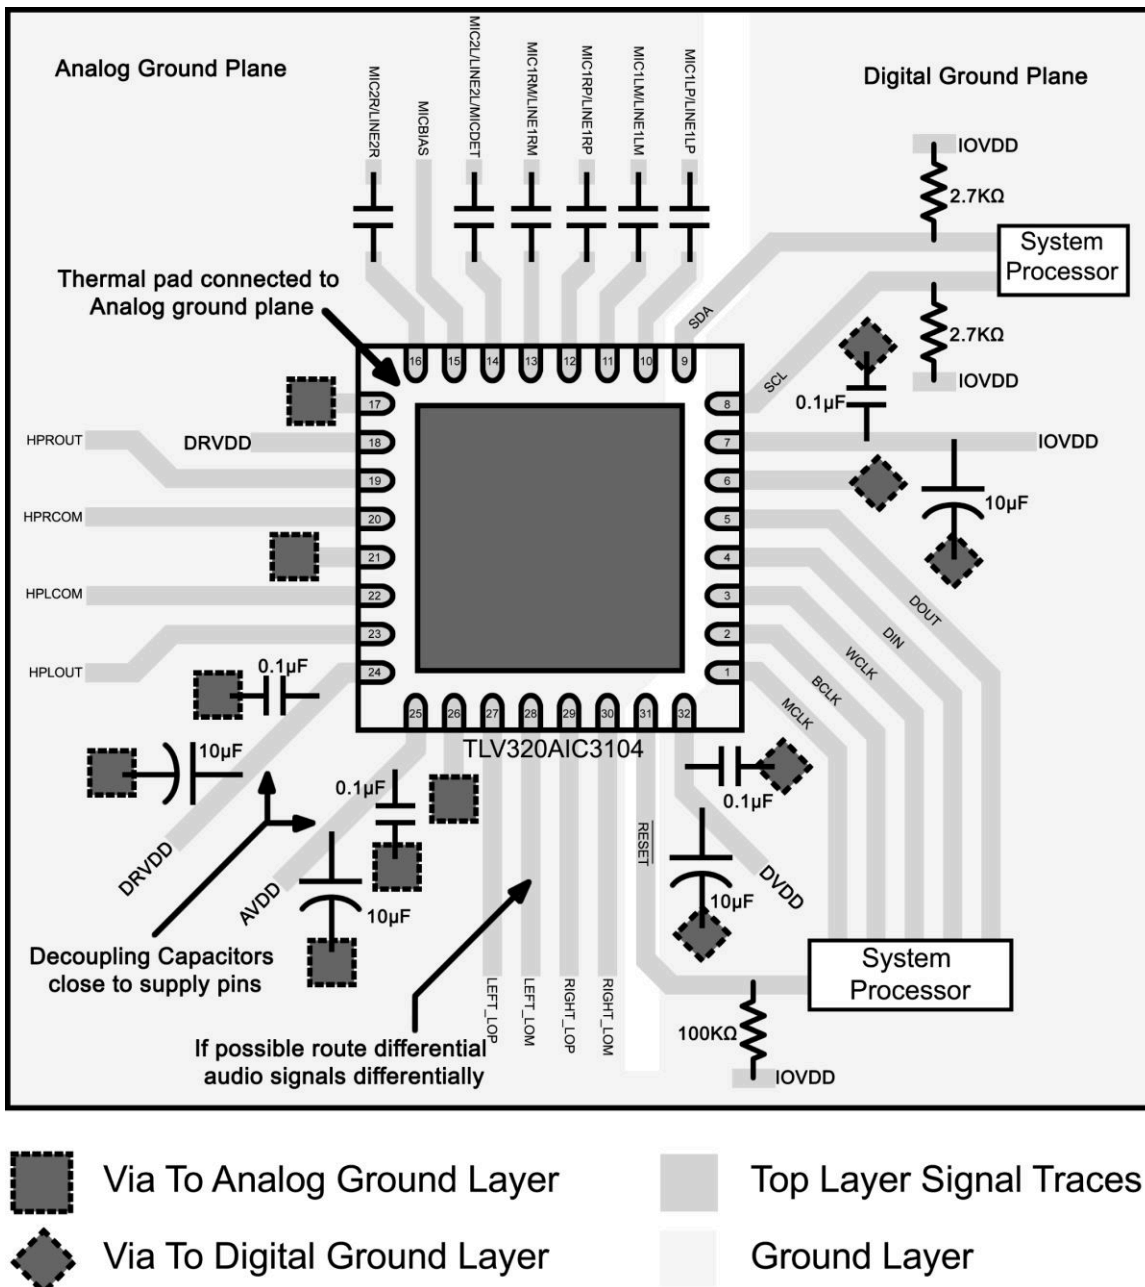 Analog Ground Plane
MIC2R/LINE2R
MICBIAS
MIC2L/LINE2L/MICDET
MIC1RM/LINE1RM
MIC1RP/LINE1RP
MIC1LM/LINE1LM
MIC1LP/LINE1LP
Digital Ground Plane
IOVDD
2.7KΩ
System
Processor
Thermal pad connected to
Analog ground plane
SDA
SCL
2.7KΩ
IOVDD
0.1µF
16
15
14
13
12
11
10
9
17
18
19
20
21
22
23
24
8
7
6
5
4
3
2
1
HPROUT
DRVDD
HPRCOM
HPLCOM
HPLOUT
IOVDD
10µF
DOUT
DIN
WCLK
BCLK
MCLK
25
26
27
28
29
30
31
32
TLV320AIC3104
0.1µF
10µF
DRVDD
0.1µF
AVDD
10µF
RESET
0.1µF
DVDD
10µF
Decoupling Capacitors
close to supply pins
LEFT_LOP
LEFT_LOM
RIGHT_LOP
RIGHT_LOM
If possible route differential
audio signals differentially
System
Processor
100KΩ
IOVDD
Via To Analog Ground Layer
Top Layer Signal Traces
Via To Digital Ground Layer
Ground Layer